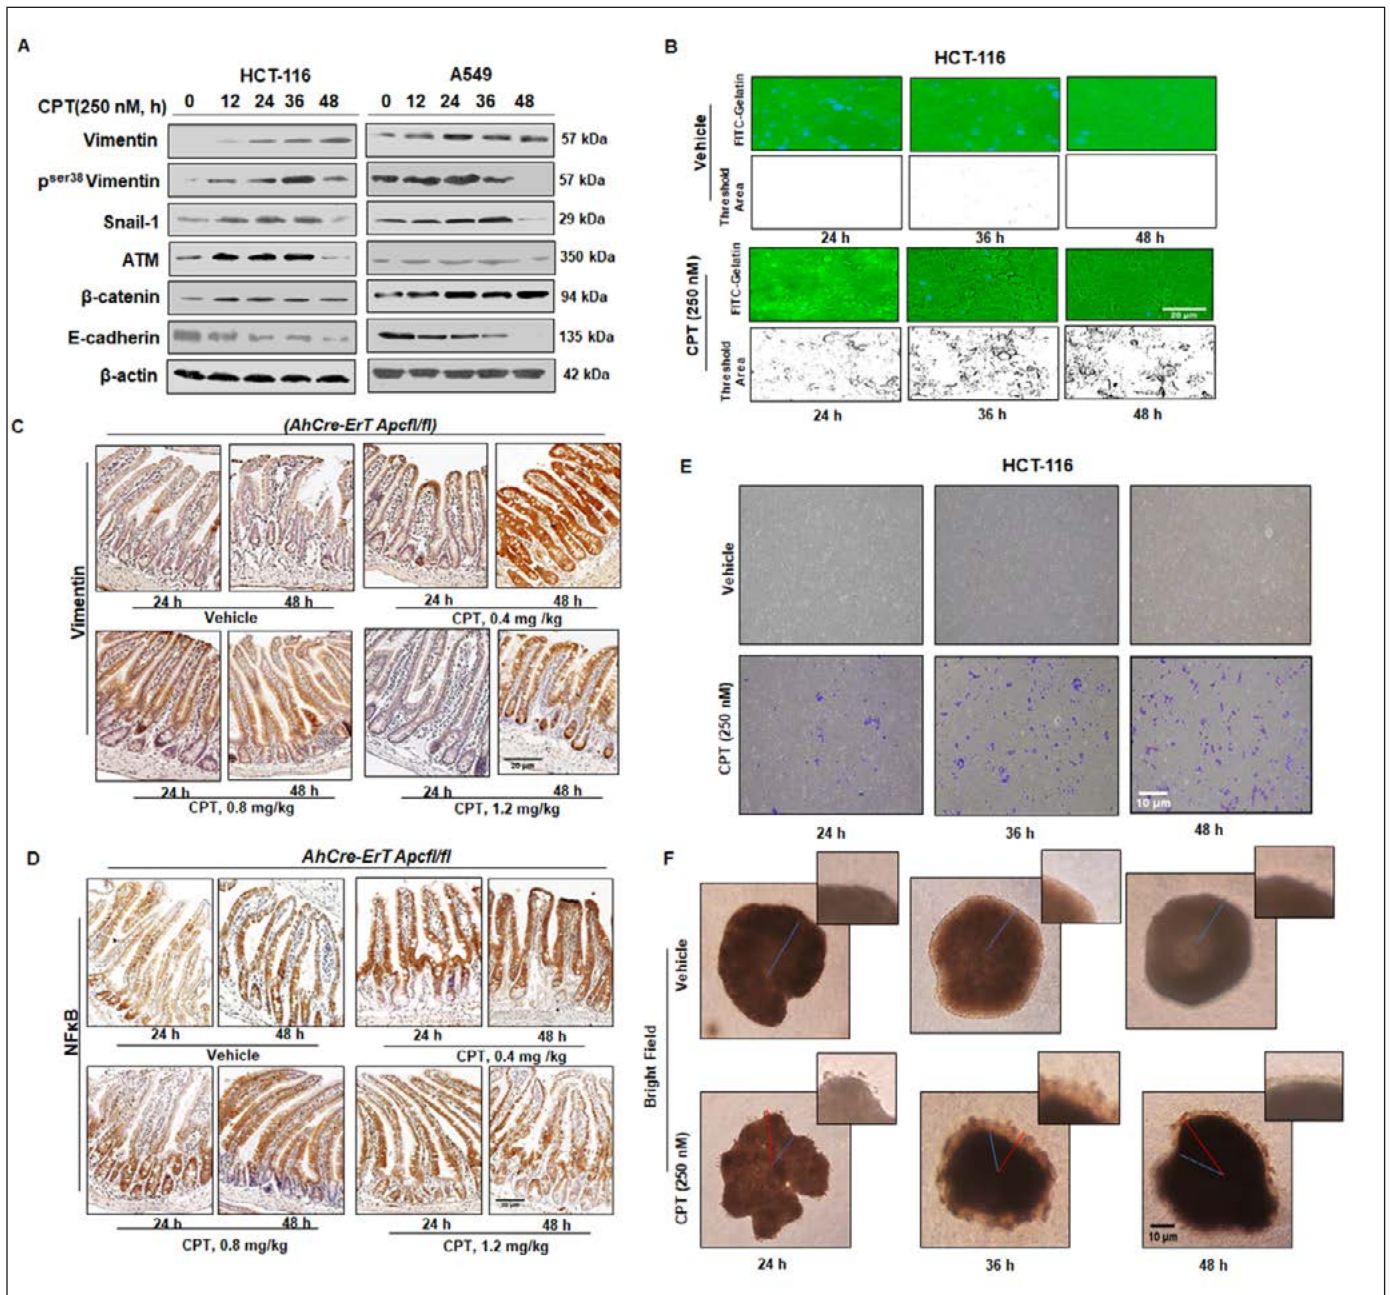 A
HCT-116
A549
CPT(250 nM, h)
0 12 24 36 48
0 12 24 36 48
Vimentin
57 kDa
pser38 Vimentin
57 kDa
Snail-1
29 kDa
ATM
350 kDa
β-catenin
94 kDa
E-cadherin
135 kDa
β-actin
42 kDa
B
HCT-116
Vehicle
FITC-Gelatin
Threshold
Area
24 h
36 h
48 h
CPT (250 nM)
FITC-Gelatin
20 μm
Threshold
Area
24 h
36 h
48 h
C
(AhCre-ErT Apcfl/fl)
Vimentin
24 h
48 h
24 h
48 h
Vehicle
CPT, 0.4 mg /kg
20 μm
24 h
48 h
24 h
48 h
CPT, 0.8 mg/kg
CPT, 1.2 mg/kg
D
AhCre-ErT Apcfl/fl
NFκB
24 h
48 h
24 h
48 h
Vehicle
CPT, 0.4 mg /kg
20 μm
24 h
48 h
24 h
48 h
CPT, 0.8 mg/kg
CPT, 1.2 mg/kg
E
HCT-116
Vehicle
CPT (250 nM)
10 μm
24 h
36 h
48 h
F
Bright Field
Vehicle
CPT (250 nM)
10 μm
24 h
36 h
48 h